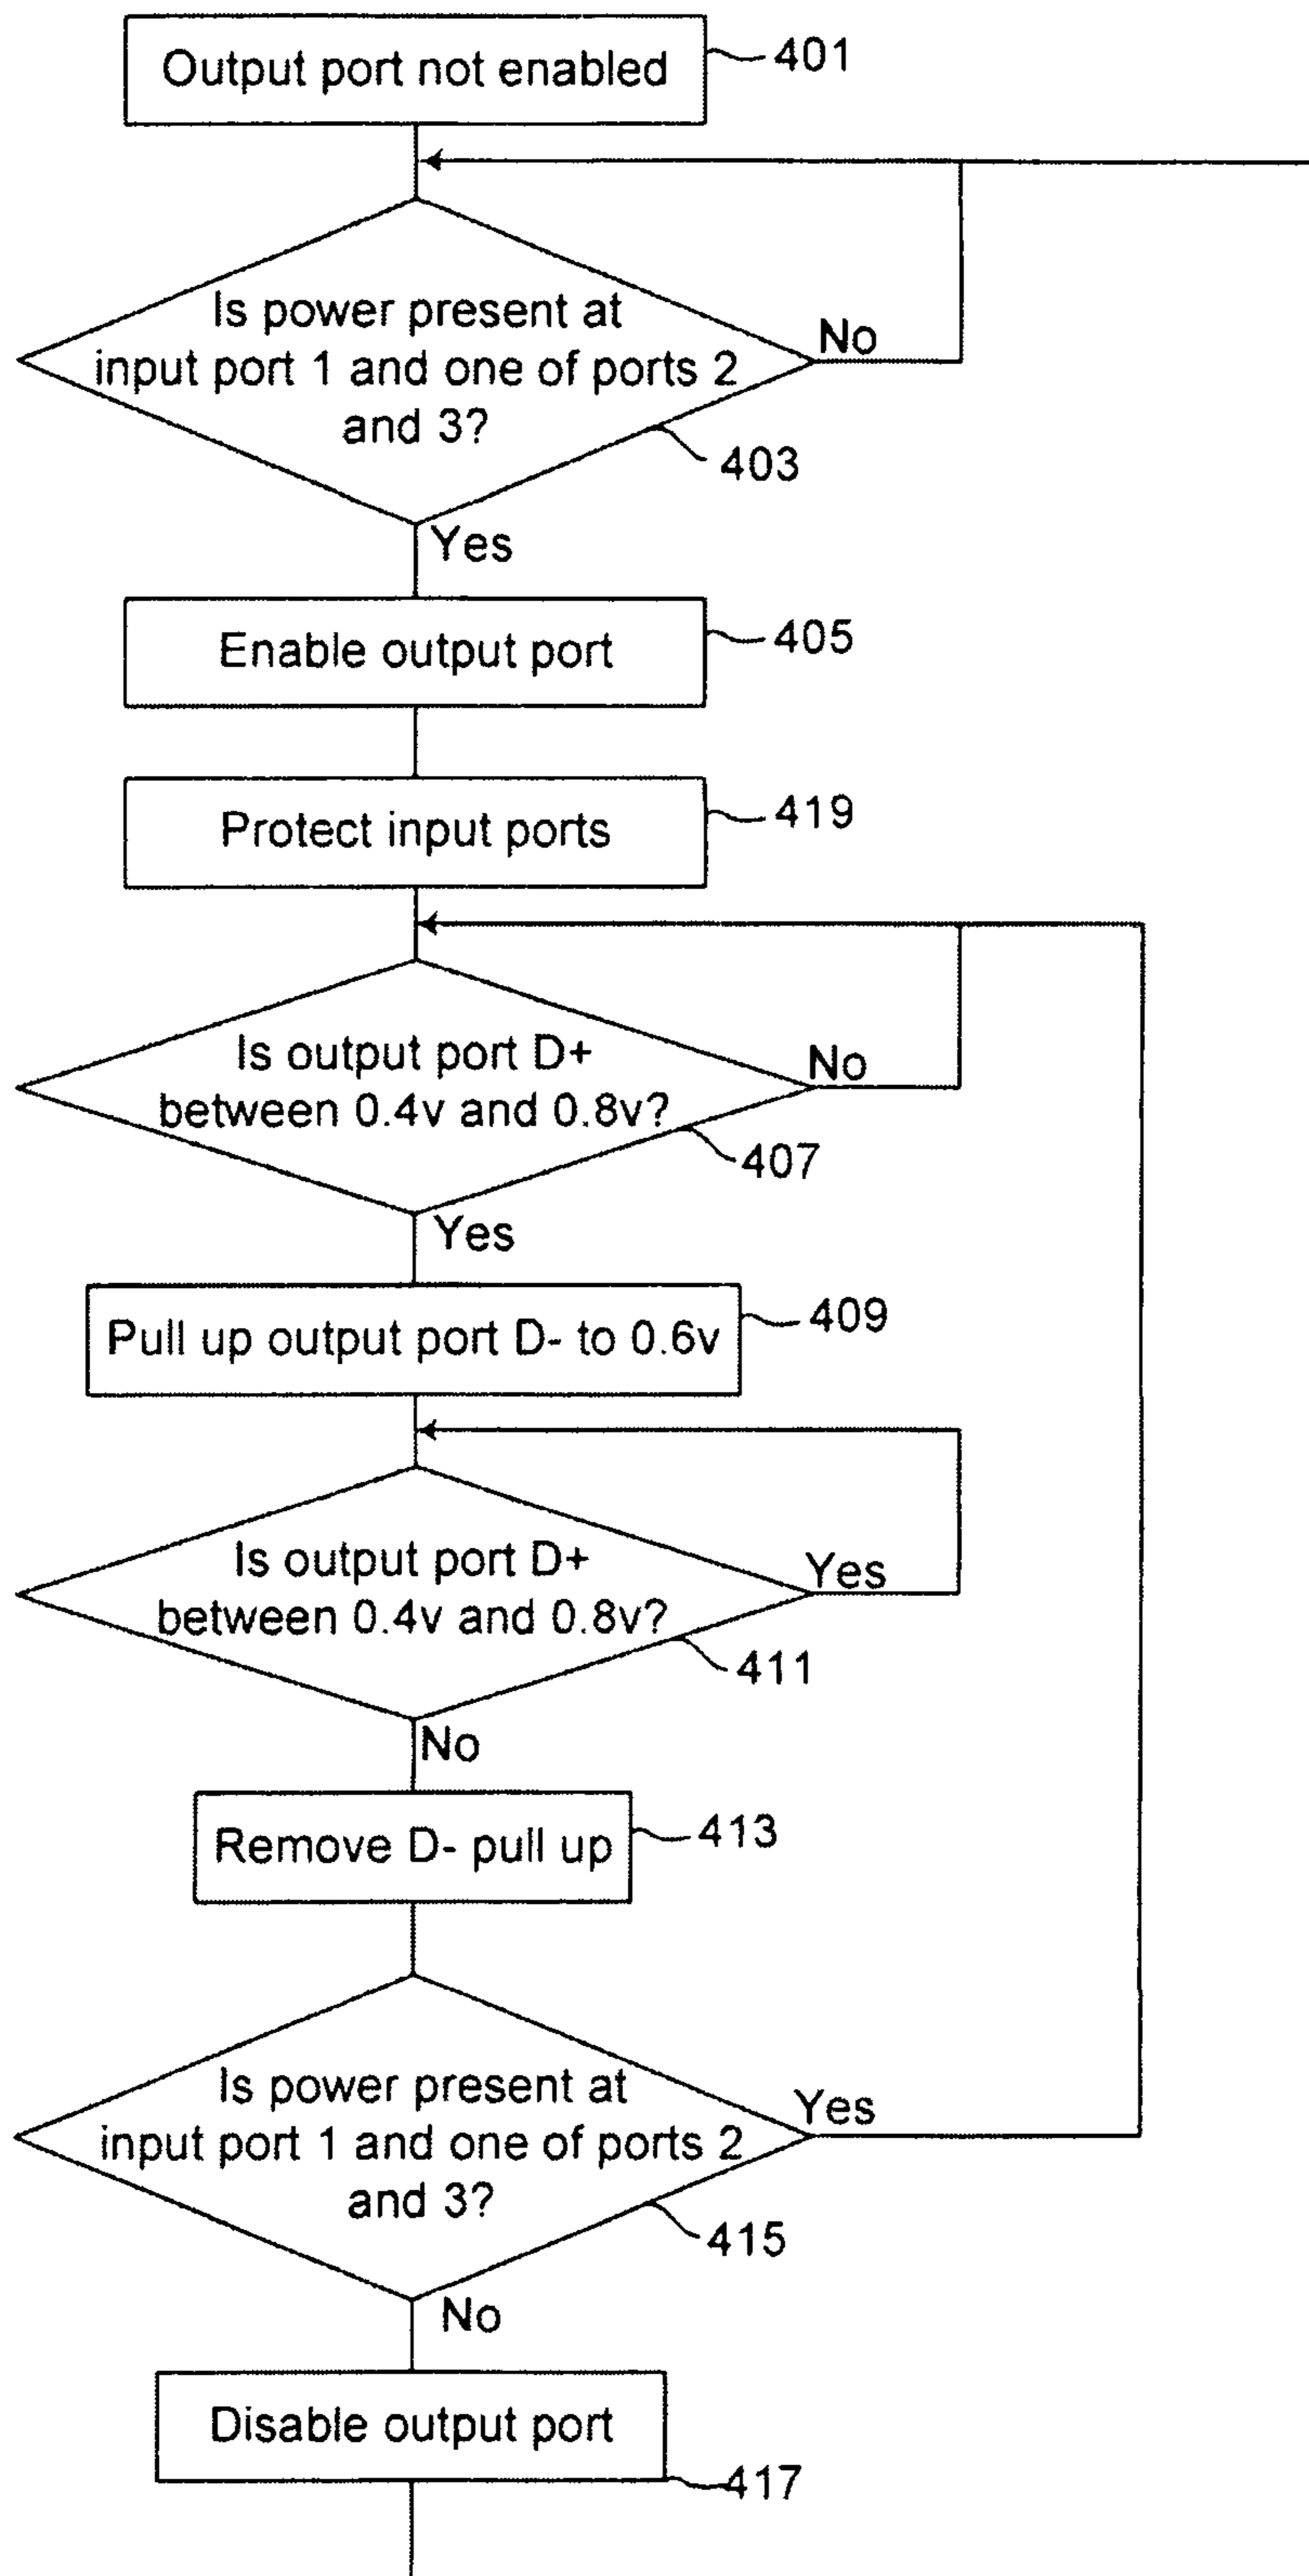 Output port not enabled
401
Is power present at
input port 1 and one of ports 2
and 3?
No
403
Yes
Enable output port
405
Protect input ports
419
Is output port D+
between 0.4v and 0.8v?
No
407
Yes
Pull up output port D- to 0.6v
409
Is output port D+
between 0.4v and 0.8v?
Yes
411
No
Remove D- pull up
413
Is power present at
input port 1 and one of ports 2
and 3?
Yes
415
No
Disable output port
417